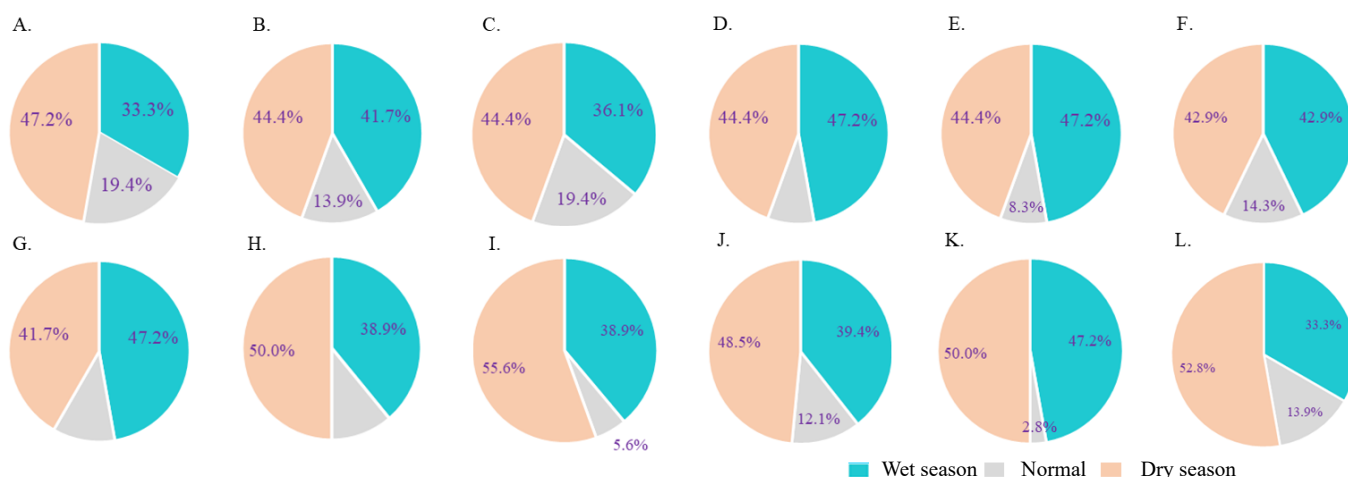 A. B. C. D. E. F.
47.2% 33.3% 44.4% 41.7% 44.4% 36.1% 44.4% 47.2% 44.4% 47.2% 42.9% 42.9%
19.4% 13.9% 19.4% 8.3% 14.3%
G. H. I. J. K. L.
41.7% 47.2% 50.0% 38.9% 55.6% 38.9% 48.5% 39.4% 50.0% 47.2% 52.8% 33.3%
5.6% 12.1% 2.8% 13.9%
Wet season Normal Dry season